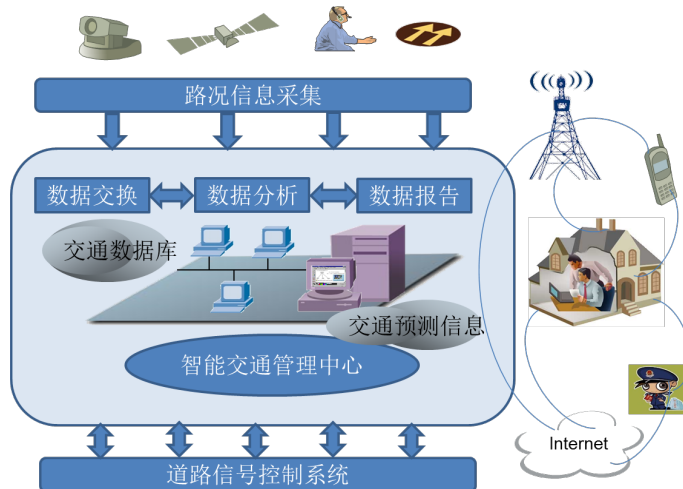 路况信息采集
数据交换
数据分析
数据报告
交通数据库
交通预测信息
智能交通管理中心
Internet
道路信号控制系统